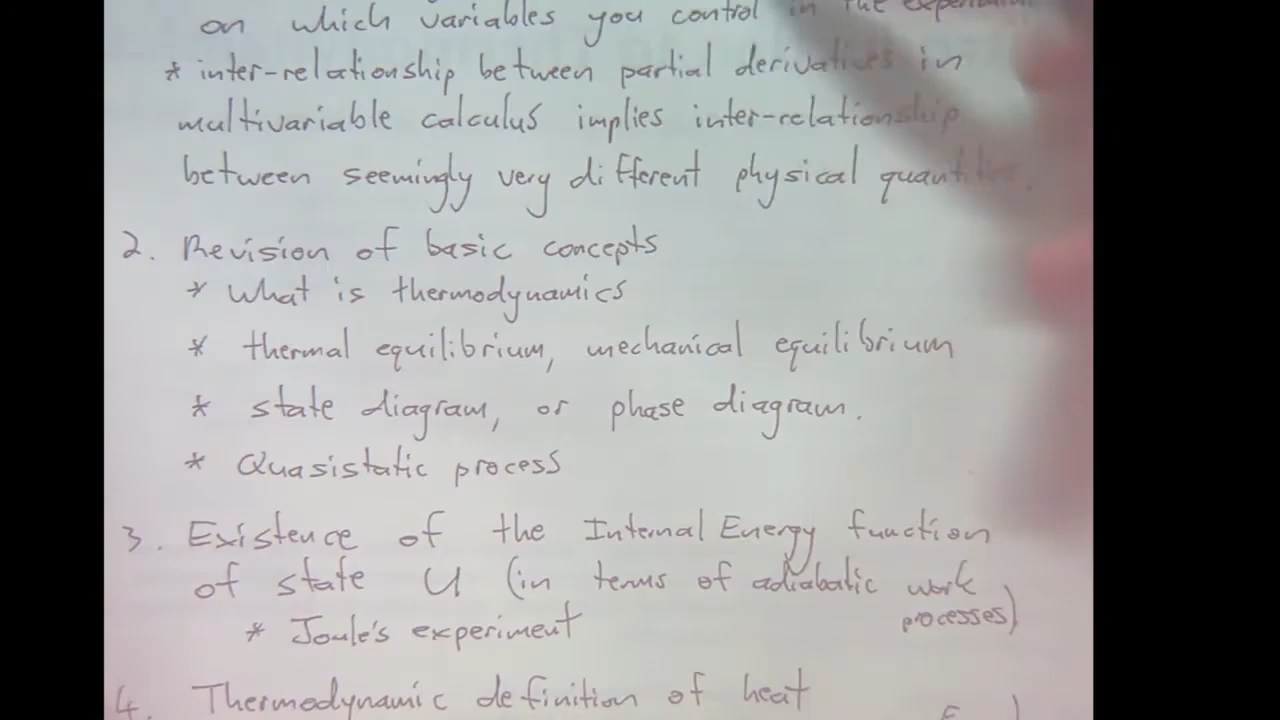 on which variables you control in the
* inter-relationship between partial derivatives in
multivariable calculus implies inter-relationship
between seemingly very different physical
2. Revision of basic concepts
* What is thermodynamics
* thermal equilibrium, mechanical equilibrium
* state diagram, or phase diagram.
* Quasistatic process
3. Existence of the Internal Energy function
of state U (in terms of adiabatic work
processes)
* Joule's experiment
4. Thermodynamic definition of heat